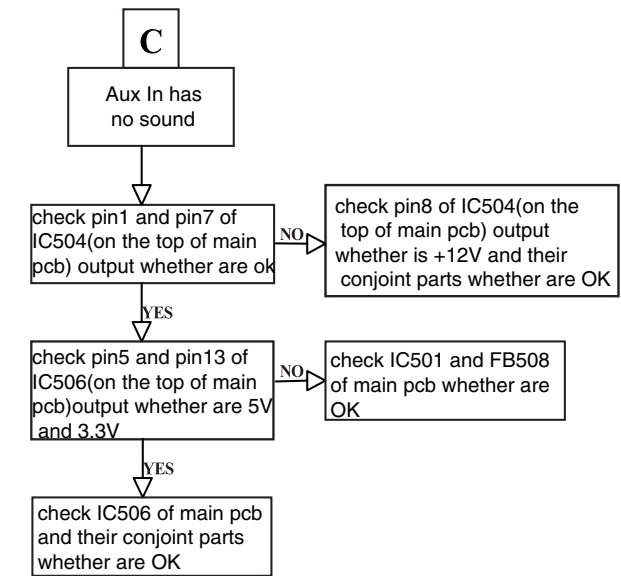 C
Aux In has
no sound
check pin1 and pin7 of
IC504(on the top of main
pcb) output whether are ok
NO
check pin8 of IC504(on the
top of main pcb) output
whether is +12V and their
conjoint parts whether are OK
YES
check pin5 and pin13 of
IC506(on the top of main
pcb)output whether are 5V
and 3.3V
NO
check IC501 and FB508
of main pcb whether are
OK
YES
check IC506 of main pcb
and their conjoint parts
whether are OK